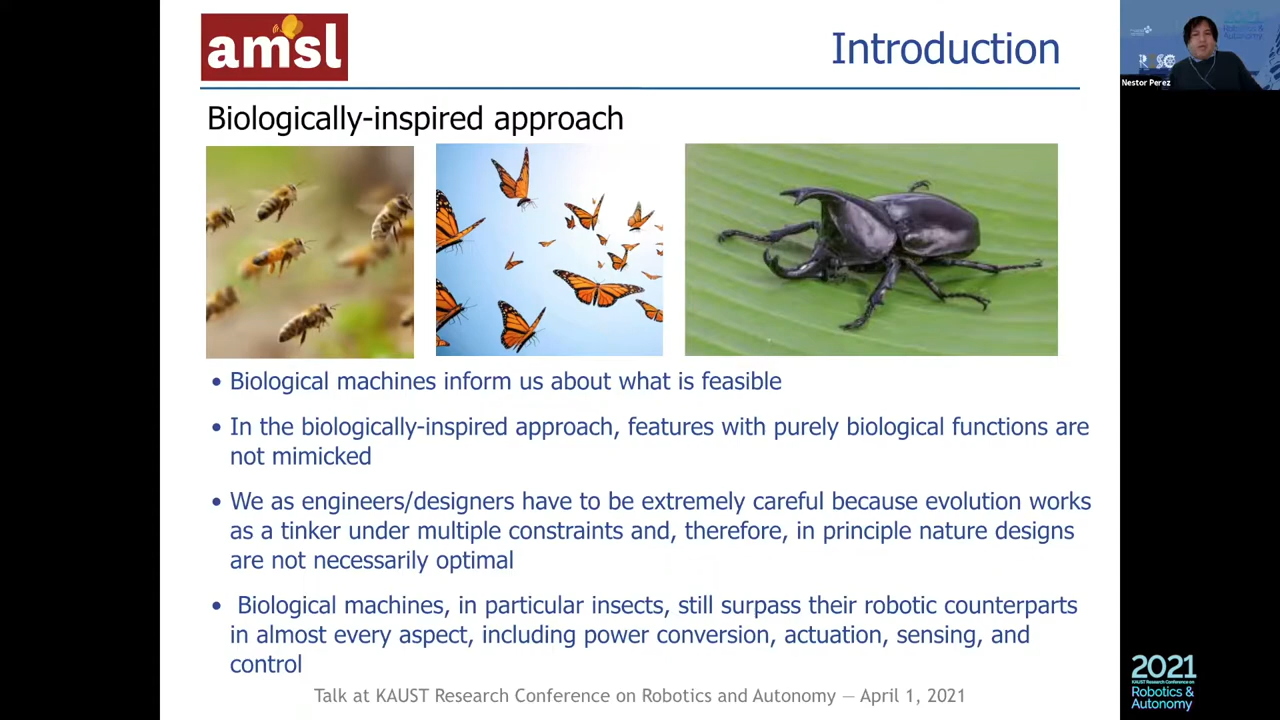 amsl
Introduction
Nestor Perez
Biologically-inspired approach
• Biological machines inform us about what is feasible
• In the biologically-inspired approach, features with purely biological functions are
not mimicked
• We as engineers/designers have to be extremely careful because evolution works
as a tinker under multiple constraints and, therefore, in principle nature designs
are not necessarily optimal
• Biological machines, in particular insects, still surpass their robotic counterparts
in almost every aspect, including power conversion, actuation, sensing, and
control
Talk at KAUST Research Conference on Robotics and Autonomy — April 1, 2021
2021
KAUST Research Conference on
Robotics &
Autonomy